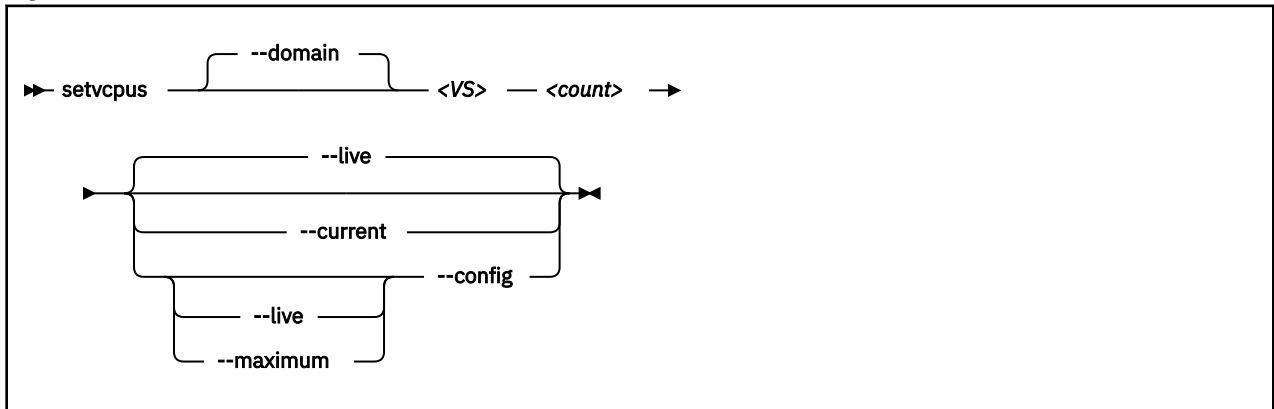 --domain
setvcpus <VS> <count>
--live
--current
--config
--live
--maximum